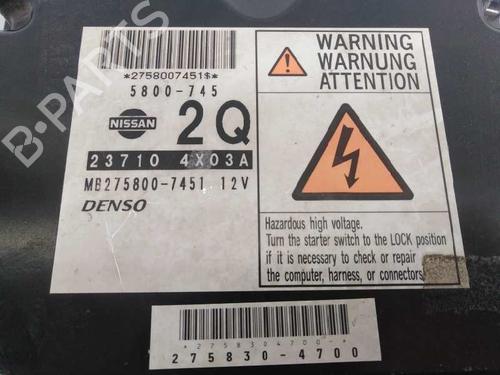 *2758007451$*
5800-745
NISSAN
2Q
23710 4X03A
MB275800-7451 12V
DENSO
WARNING
WARNUNG
ATTENTION
Hazardous high voltage.
Turn the starter switch to the LOCK position
if it is necessary to check or repair
the computer, harness, or connectors.
*2758304700-*
275830-4700
B-PARTS